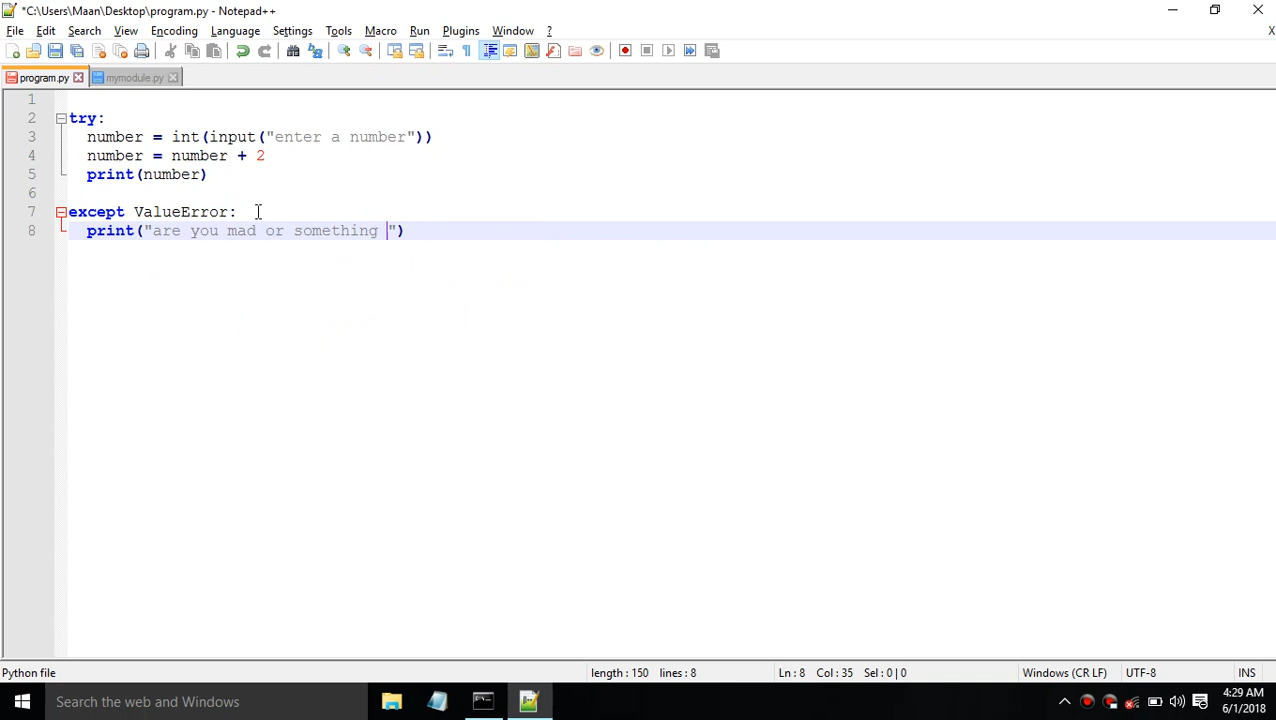 *C:\Users\Maan\Desktop\program.py - Notepad++
File Edit Search View Encoding Language Settings Tools Macro Run Plugins Window ? X
program.py mymodule.py
1
2 try:
3 number = int(input("enter a number"))
4 number = number + 2
5 print(number)
6
7 except ValueError:
8 print("are you mad or something ")
Python file length : 150 lines : 8 Ln : 8 Col : 35 Sel : 0 | 0 Windows (CR LF) UTF-8 INS
Search the web and Windows
4:29 AM
6/1/2018